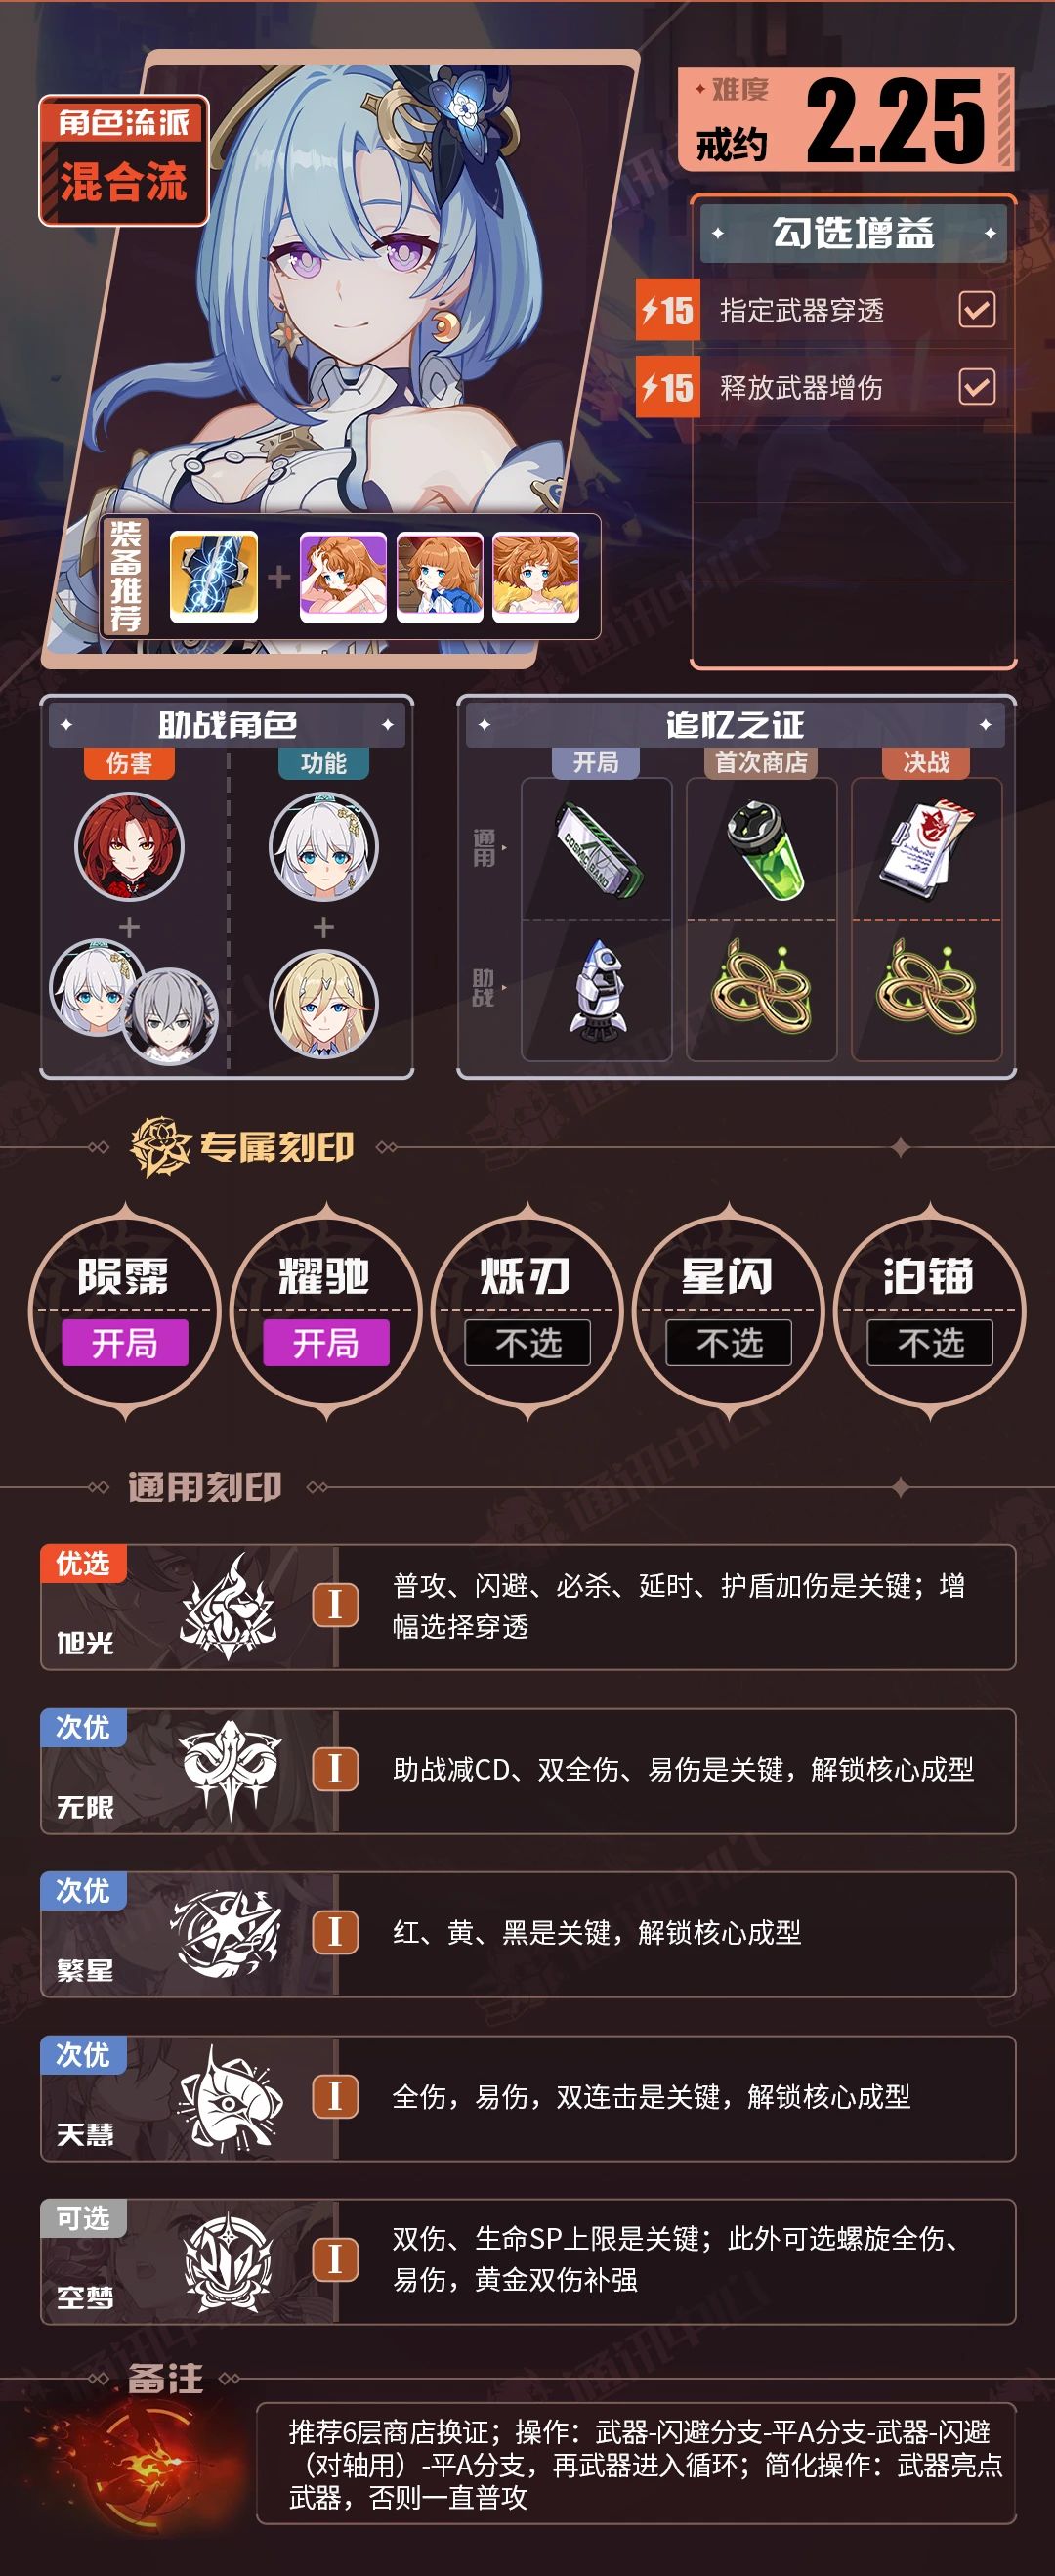 角色流派
混合流
难度
戒约
2.25
勾选增益
15
指定武器穿透
15
释放武器增伤
装备推荐
助战角色
伤害
功能
追忆之证
开局
首次商店
决战
通用
COSMIC BAND
助战
专属刻印
陨霈
开局
耀驰
开局
烁刃
不选
星闪
不选
泊锚
不选
通用刻印
优选
旭光
I
普攻、闪避、必杀、延时、护盾加伤是关键；增
幅选择穿透
次优
无限
I
助战减CD、双全伤、易伤是关键，解锁核心成型
次优
繁星
I
红、黄、黑是关键，解锁核心成型
次优
天慧
I
全伤，易伤，双连击是关键，解锁核心成型
可选
空梦
I
双伤、生命SP上限是关键；此外可选螺旋全伤、
易伤，黄金双伤补强
备注
推荐6层商店换证；操作：武器-闪避分支-平A分支-武器-闪避
（对轴用）-平A分支，再武器进入循环；简化操作：武器亮点
武器，否则一直普攻
通讯中心